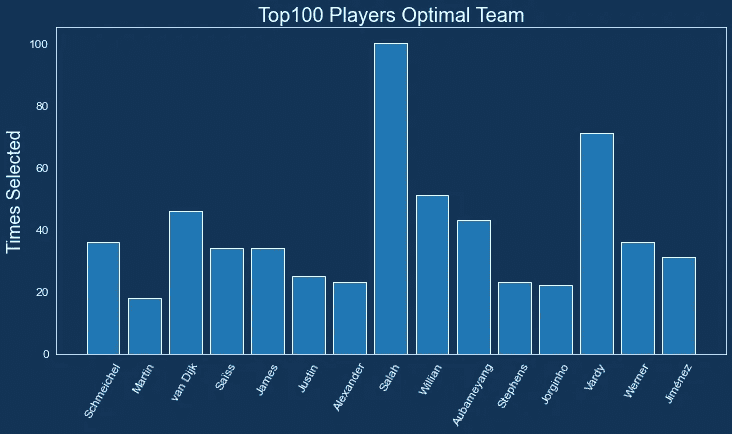 Top100 Players Optimal Team
Times Selected
100
80
60
40
20
0
Schmeichel
Martin
van Dijk
Saïss
James
Justin
Alexander
Salah
Willian
Aubameyang
Stephens
Jorginho
Vardy
Werner
Jiménez